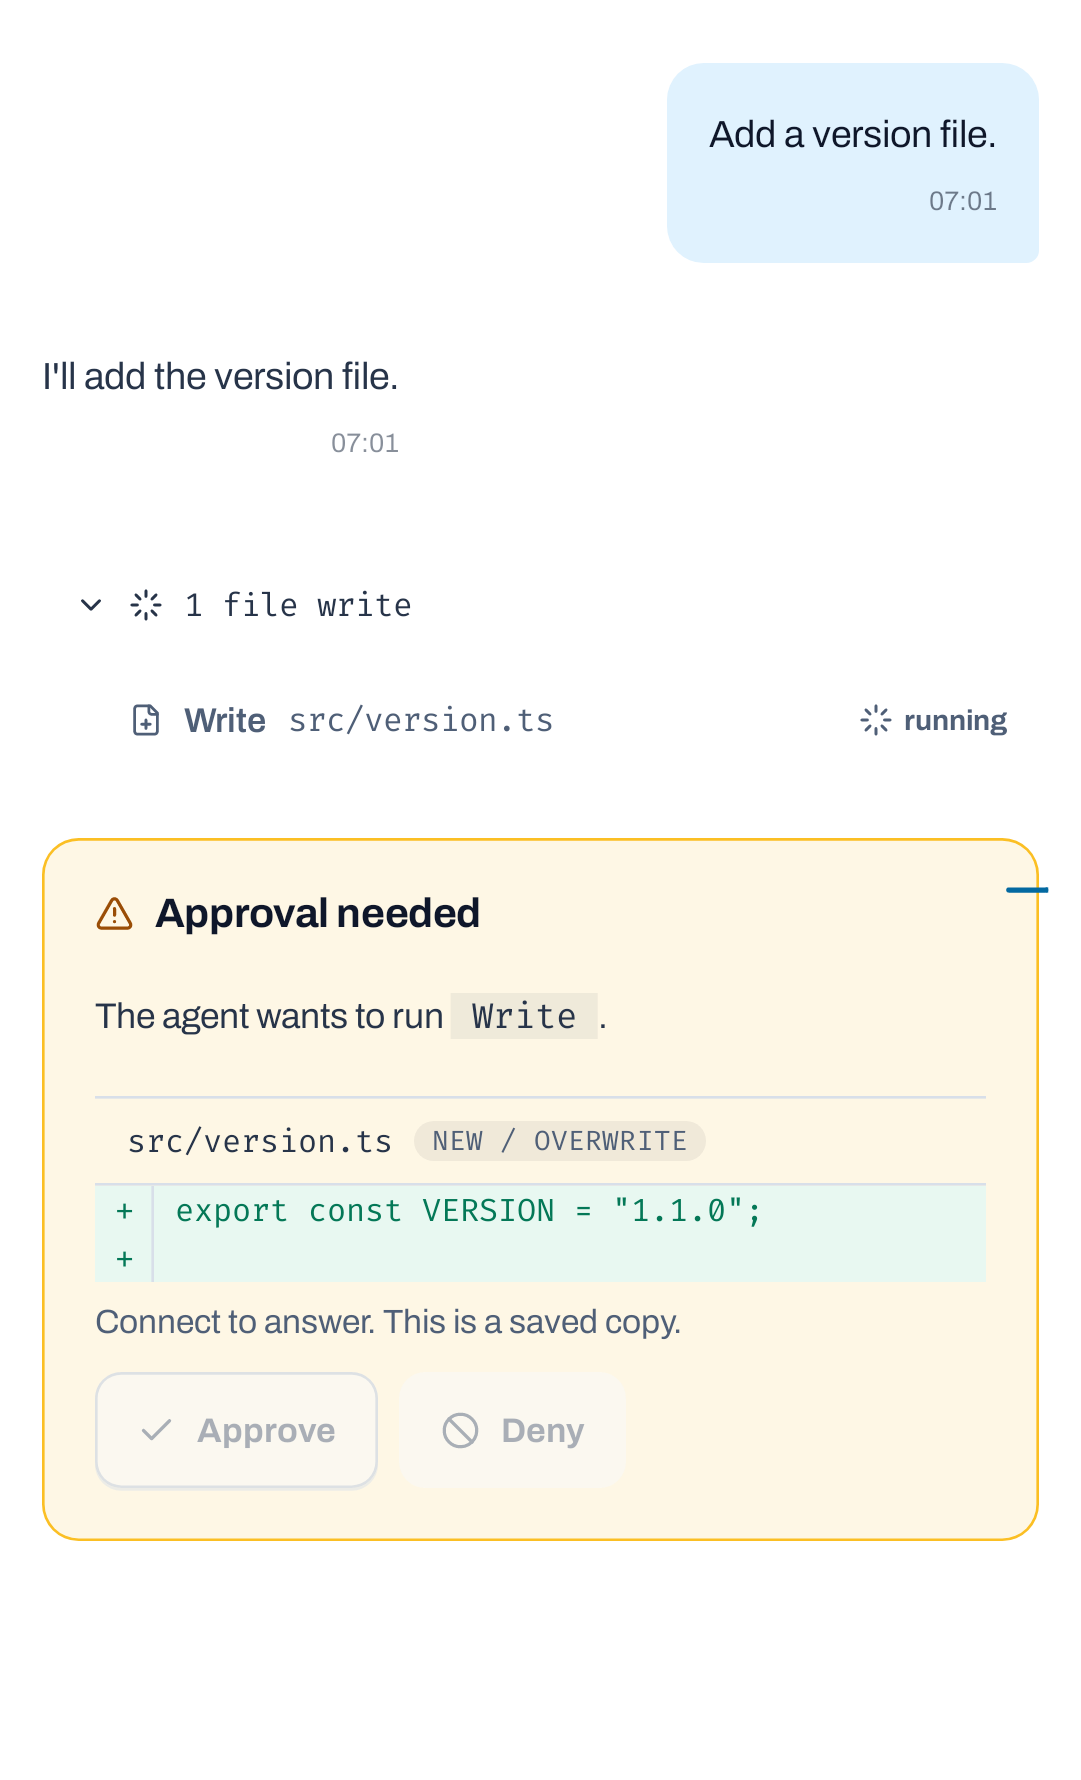 Add a version file.
07:01
I'll add the version file.
07:01
1 file write
Write src/version.ts running
Approval needed
The agent wants to run Write .
src/version.ts NEW / OVERWRITE
+ export const VERSION = "1.1.0";
+
Connect to answer. This is a saved copy.
Approve Deny